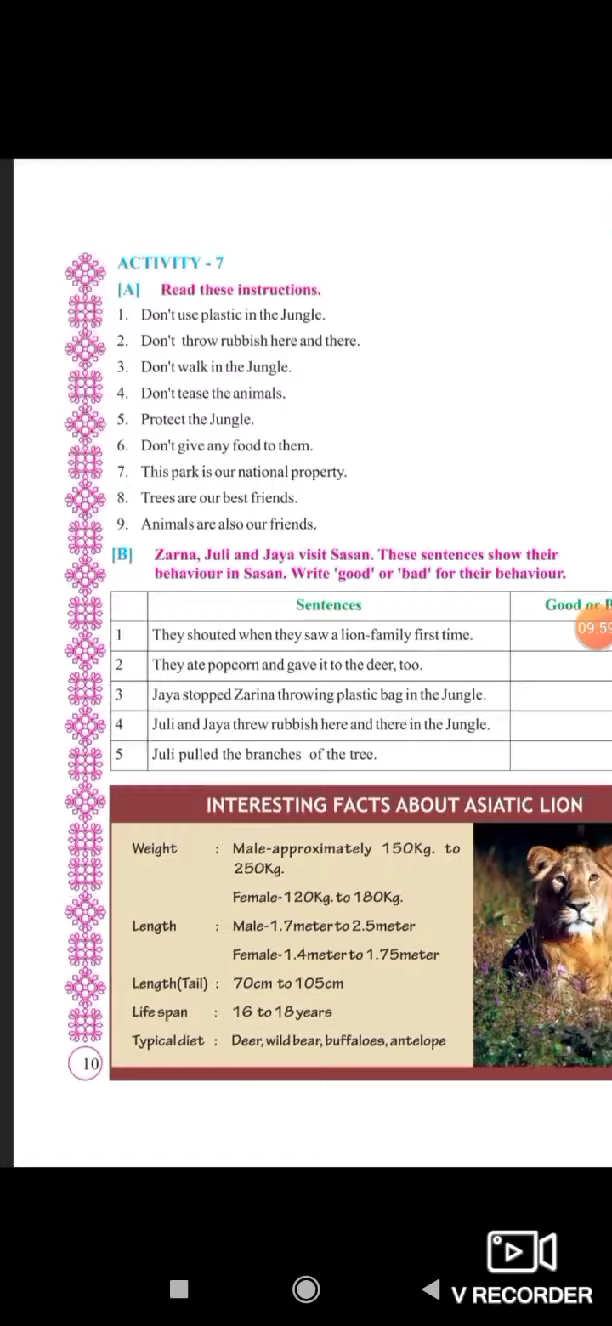 ACTIVITY - 7
[A] Read these instructions.
1. Don't use plastic in the Jungle.
2. Don't throw rubbish here and there.
3. Don't walk in the Jungle.
4. Don't tease the animals.
5. Protect the Jungle.
6. Don't give any food to them.
7. This park is our national property.
8. Trees are our best friends.
9. Animals are also our friends.
[B] Zarna, Juli and Jaya visit Sasan. These sentences show their
behaviour in Sasan. Write 'good' or 'bad' for their behaviour.
Sentences Good or B
09:59
1 They shouted when they saw a lion-family first time.
2 They ate popcorn and gave it to the deer, too.
3 Jaya stopped Zarina throwing plastic bag in the Jungle.
4 Juli and Jaya threw rubbish here and there in the Jungle.
5 Juli pulled the branches of the tree.
INTERESTING FACTS ABOUT ASIATIC LION
Weight : Male-approximately 150Kg. to
250Kg.
Female-120Kg. to 180Kg.
Length : Male-1.7meter to 2.5meter
Female-1.4meter to 1.75meter
Length(Tail) : 70cm to 105cm
Life span : 16 to 18 years
Typical diet : Deer, wild bear, buffaloes, antelope
10
V RECORDER